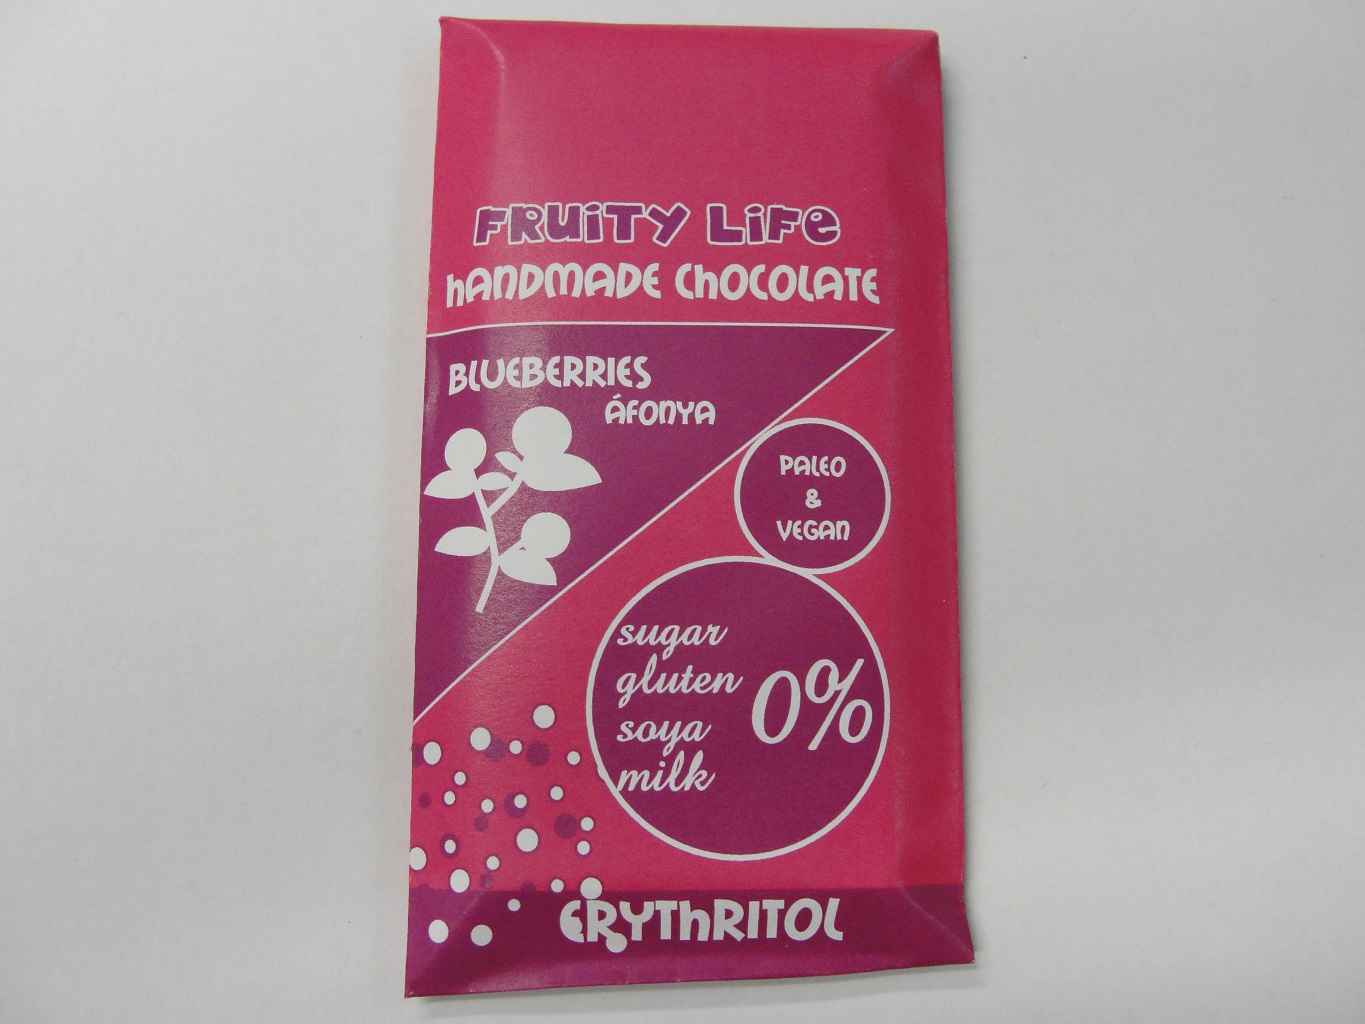 FRUITY LIFE
HANDMADE CHOCOLATE
BLUEBERRIES
ÁFONYA
PALEO
&
VEGAN
sugar
gluten
soya
milk
0%
ERYTHRITOL